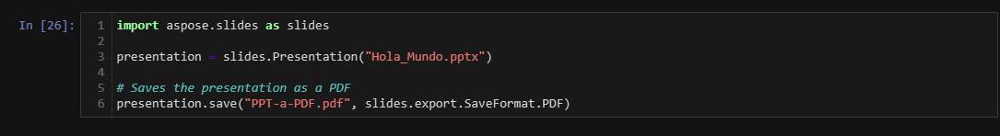 In [26]:
1 import aspose.slides as slides
2
3 presentation = slides.Presentation("Hola_Mundo.pptx")
4
5 # Saves the presentation as a PDF
6 presentation.save("PPT-a-PDF.pdf", slides.export.SaveFormat.PDF)